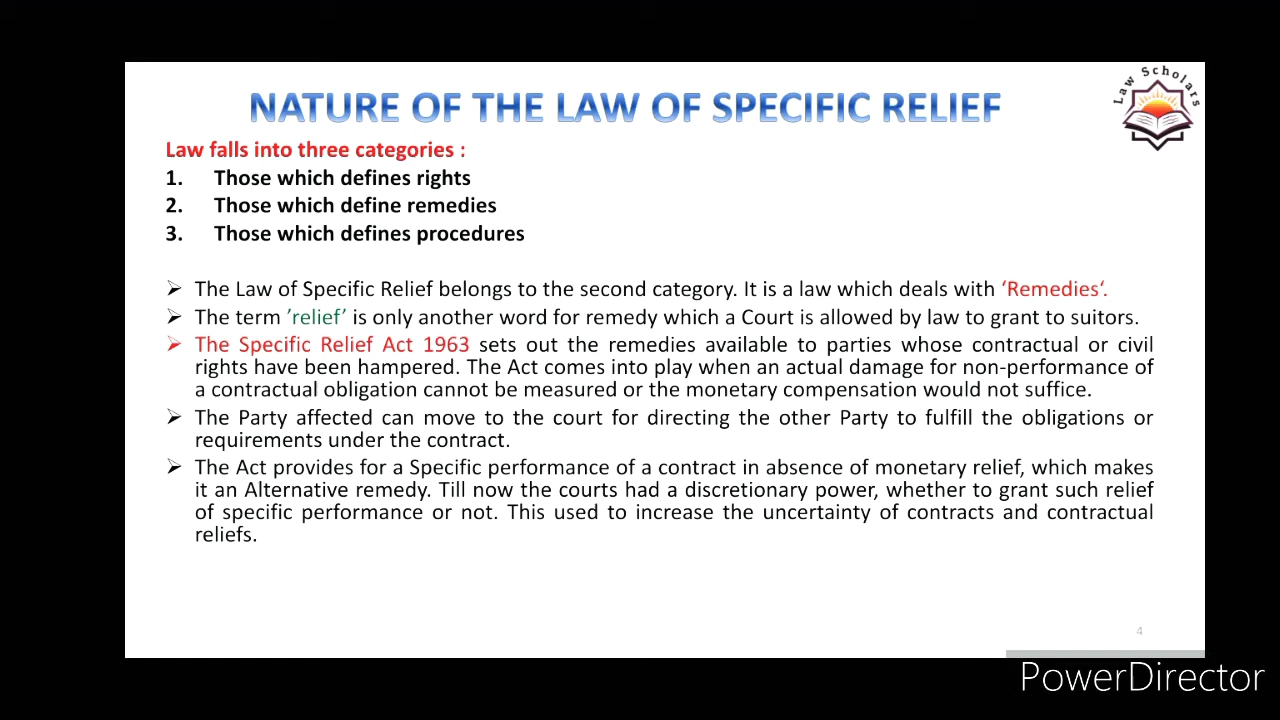 Law Scholars
NATURE OF THE LAW OF SPECIFIC RELIEF
Law falls into three categories :
1. Those which defines rights
2. Those which define remedies
3. Those which defines procedures
➢ The Law of Specific Relief belongs to the second category. It is a law which deals with ‘Remedies‘.
➢ The term ’relief’ is only another word for remedy which a Court is allowed by law to grant to suitors.
➢ The Specific Relief Act 1963 sets out the remedies available to parties whose contractual or civil
rights have been hampered. The Act comes into play when an actual damage for non-performance of
a contractual obligation cannot be measured or the monetary compensation would not suffice.
➢ The Party affected can move to the court for directing the other Party to fulfill the obligations or
requirements under the contract.
➢ The Act provides for a Specific performance of a contract in absence of monetary relief, which makes
it an Alternative remedy. Till now the courts had a discretionary power, whether to grant such relief
of specific performance or not. This used to increase the uncertainty of contracts and contractual
reliefs.
4
PowerDirector